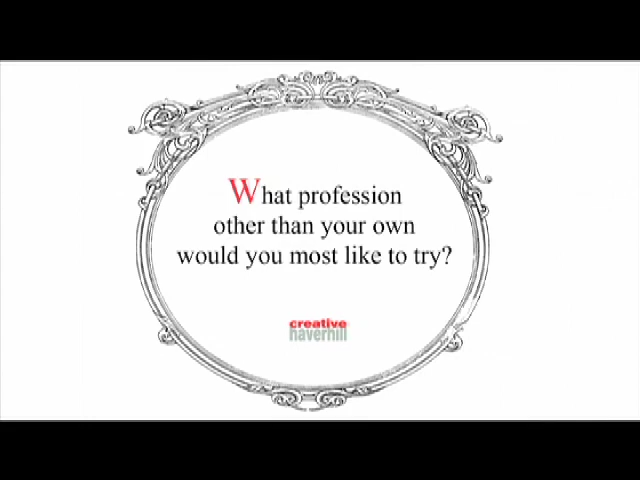 What profession
other than your own
would you most like to try?
creative
haverhill